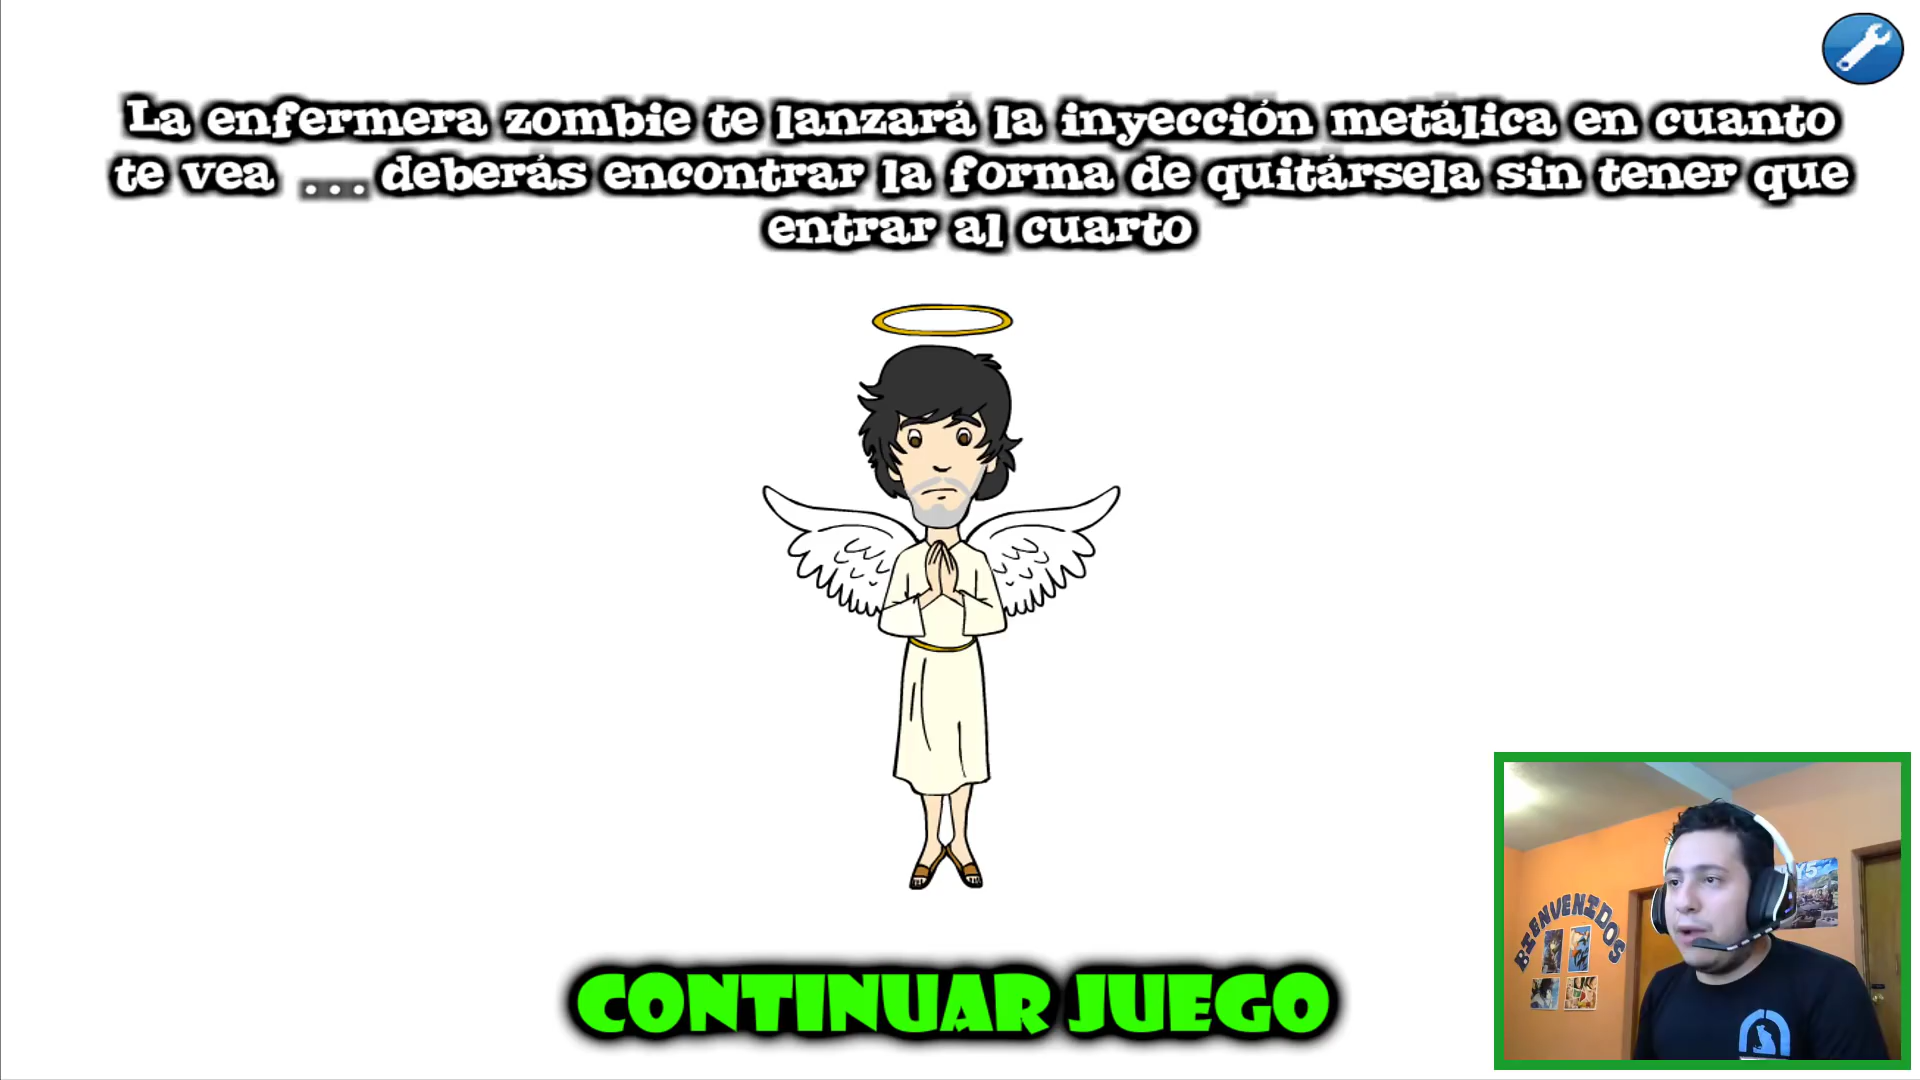 La enfermera zombie te lanzará la inyección metálica en cuanto
te vea ... deberás encontrar la forma de quitársela sin tener que
entrar al cuarto
CONTINUAR JUEGO
BIENVENIDOS